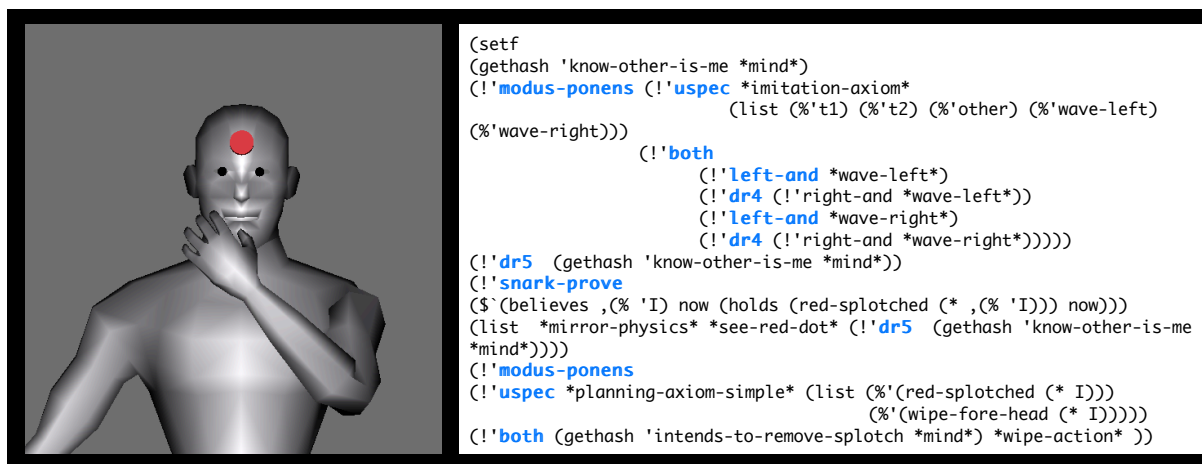 (setf
(gethash 'know-other-is-me *mind*)
(!'modus-ponens (!'uspec *imitation-axiom*
(list (%'t1) (%'t2) (%'other) (%'wave-left)
(%'wave-right)))
(!'both
(!'left-and *wave-left*)
(!'dr4 (!'right-and *wave-left*))
(!'left-and *wave-right*)
(!'dr4 (!'right-and *wave-right*)))))
(!'dr5  (gethash 'know-other-is-me *mind*))
(!'snark-prove
($`(believes ,(% 'I) now (holds (red-splotched (* ,(% 'I))) now)))
(list  *mirror-physics* *see-red-dot* (!'dr5  (gethash 'know-other-is-me
*mind*))))
(!'modus-ponens
(!'uspec *planning-axiom-simple* (list (%'(red-splotched (* I)))
(%'(wipe-fore-head (* I)))))
(!'both (gethash 'intends-to-remove-splotch *mind*) *wipe-action* ))